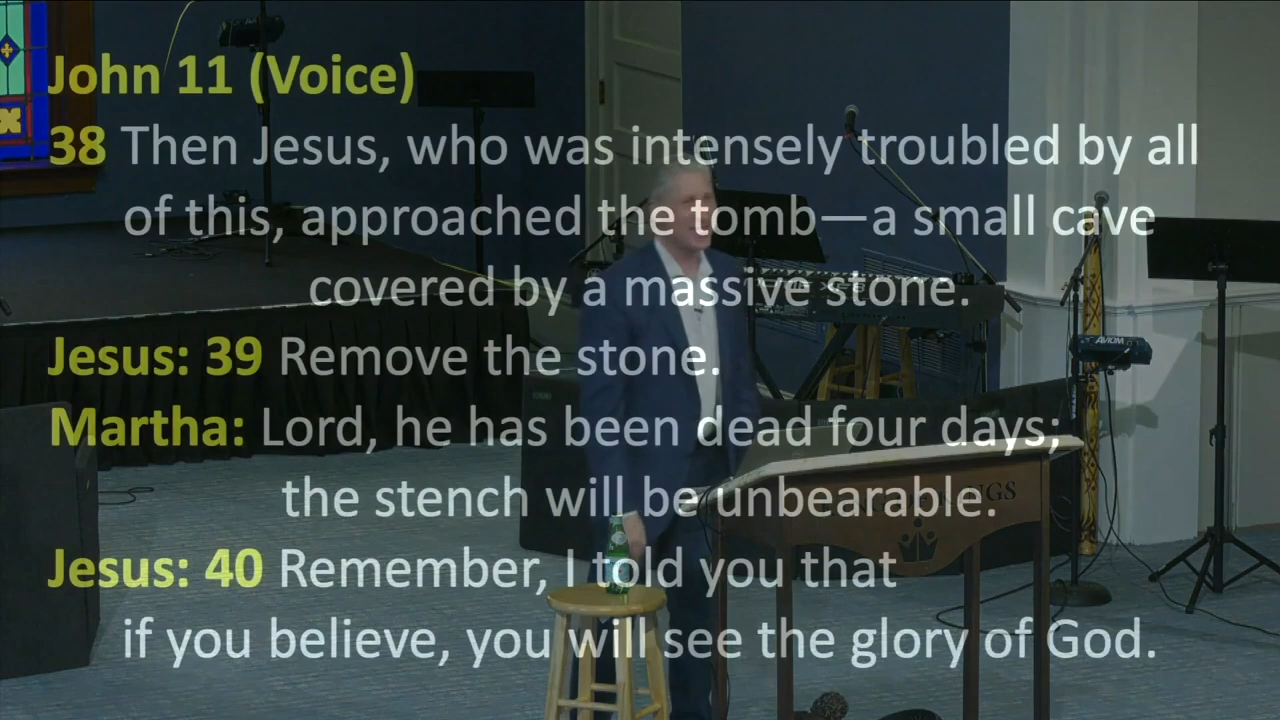 John 11 (Voice)
38 Then Jesus, who was intensely troubled by all
of this, approached the tomb—a small cave
covered by a massive stone.
Jesus: 39 Remove the stone.
Martha: Lord, he has been dead four days;
the stench will be unbearable.
Jesus: 40 Remember, I told you that
if you believe, you will see the glory of God.
AVIOM